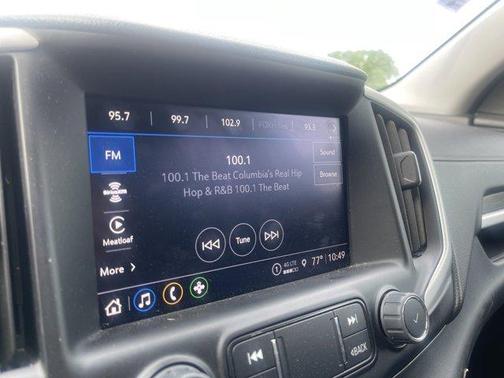 95.7 99.7 102.9 93.3
FM
100.1
Sound
100.1 The Beat Columbia's Real Hip
Hop & R&B 100.1 The Beat
Browse
SiriusXM
Meatloaf
Tune
More
1 4G LTE 77° 10:49
BACK